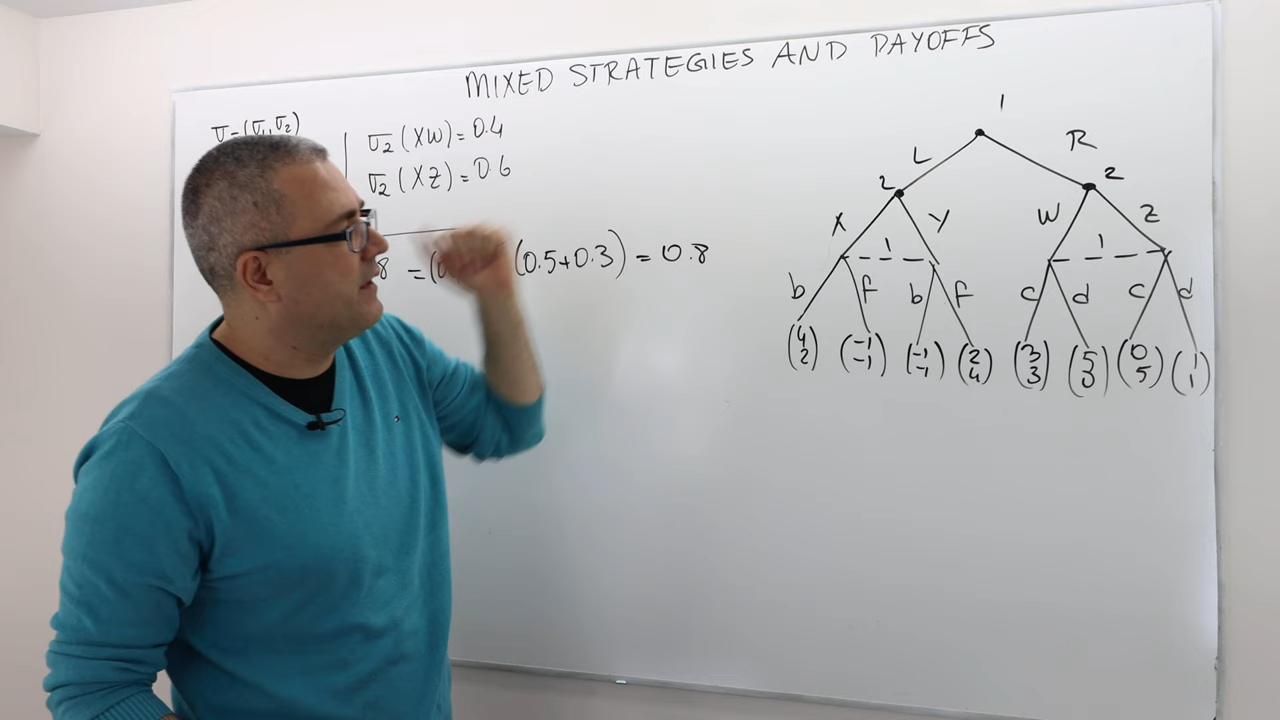 MIXED STRATEGIES AND PAYOFFS
σ=(σ₁,σ₂)
σ₂(XW)=0.4
σ₂(XZ)=0.6
8 =(0 (0.5+0.3) = 0.8
1
L R
2 2
X Y W Z
1 1
b f b f c d c d
(4 2) (-1 -1) (-1 -1) (2 4) (3 3) (5 0) (0 5) (1 1)